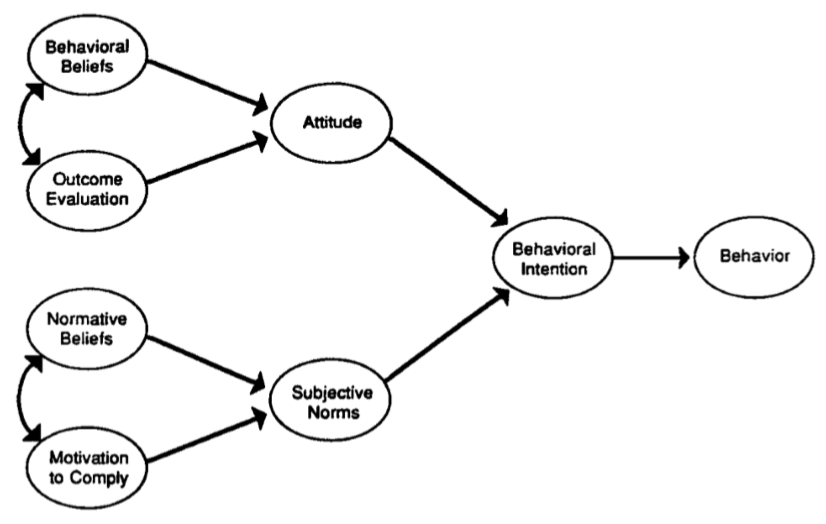 Behavioral
Beliefs
Outcome
Evaluation
Attitude
Normative
Beliefs
Motivation
to Comply
Subjective
Norms
Behavioral
Intention
Behavior